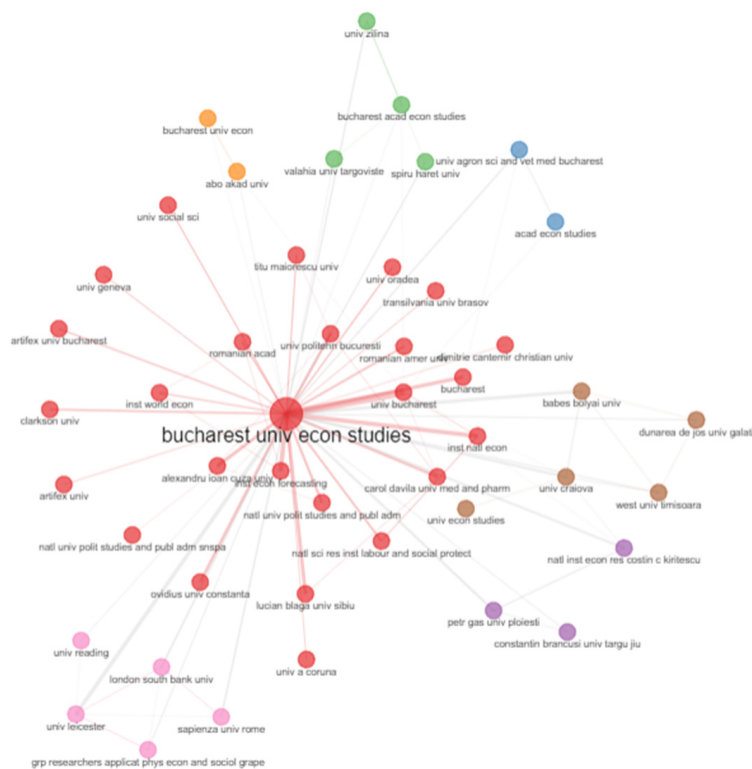 univ zilina
bucharest acad econ studies
bucharest univ econ
valahia univ targoviste
spiru haret univ
univ agron sci and vet med bucharest
abo akad univ
univ social sci
acad econ studies
titu maiorescu univ
univ oradea
univ geneva
transilvania univ brasov
artifex univ bucharest
romanian acad
univ politehn bucuresti
romanian amer univ
dimitrie cantemir christian univ
inst world econ
univ bucharest
bucharest
babes bolyai univ
clarkson univ
bucharest univ econ studies
inst natl econ
dunarea de jos univ galat
alexandru ioan cuza univ
inst econ forecasting
carol davila univ med and pharm
univ craiova
west univ timisoara
artifex univ
natl univ polit studies and publ adm
univ econ studies
natl univ polit studies and publ adm snspa
natl sci res inst labour and social protect
natl inst econ res costin c kiritescu
ovidius univ constanta
lucian blaga univ sibiu
petr gas univ ploiesti
constantin brancusi univ targu jiu
univ reading
london south bank univ
univ a coruna
univ leicester
sapienza univ rome
grp researchers applicat phys econ and sociol grape